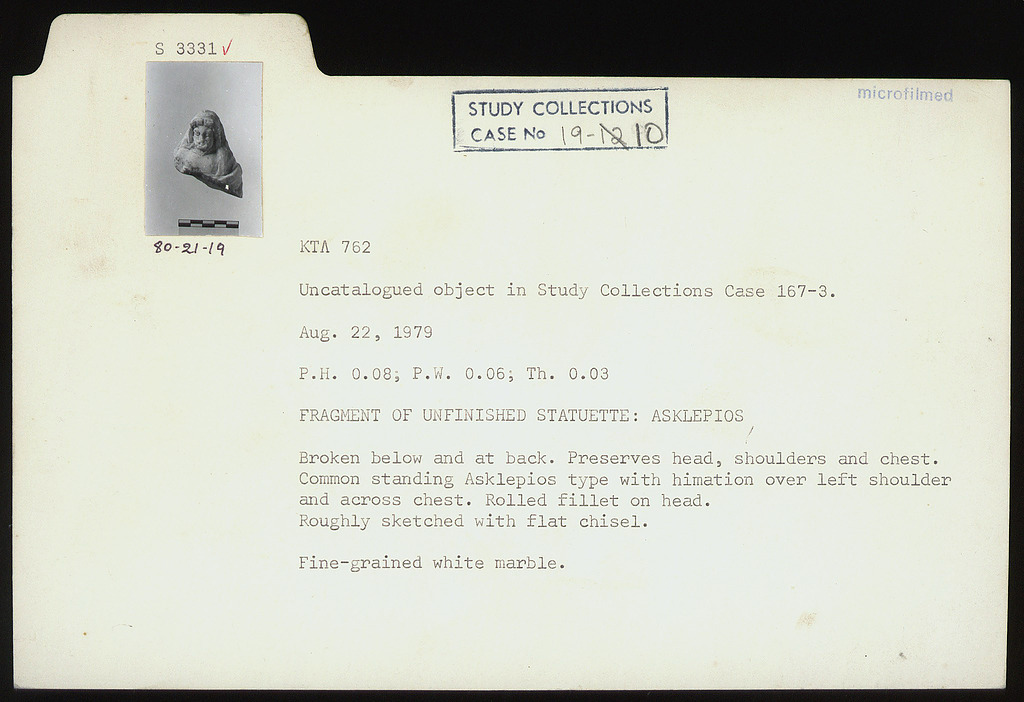 S 3331✓
microfilmed
STUDY COLLECTIONS
CASE No 19-12 10
80-21-19
KTA 762
Uncatalogued object in Study Collections Case 167-3.
Aug. 22, 1979
P.H. 0.08; P.W. 0.06; Th. 0.03
FRAGMENT OF UNFINISHED STATUETTE: ASKLEPIOS
Broken below and at back. Preserves head, shoulders and chest.
Common standing Asklepios type with himation over left shoulder
and across chest. Rolled fillet on head.
Roughly sketched with flat chisel.
Fine-grained white marble.